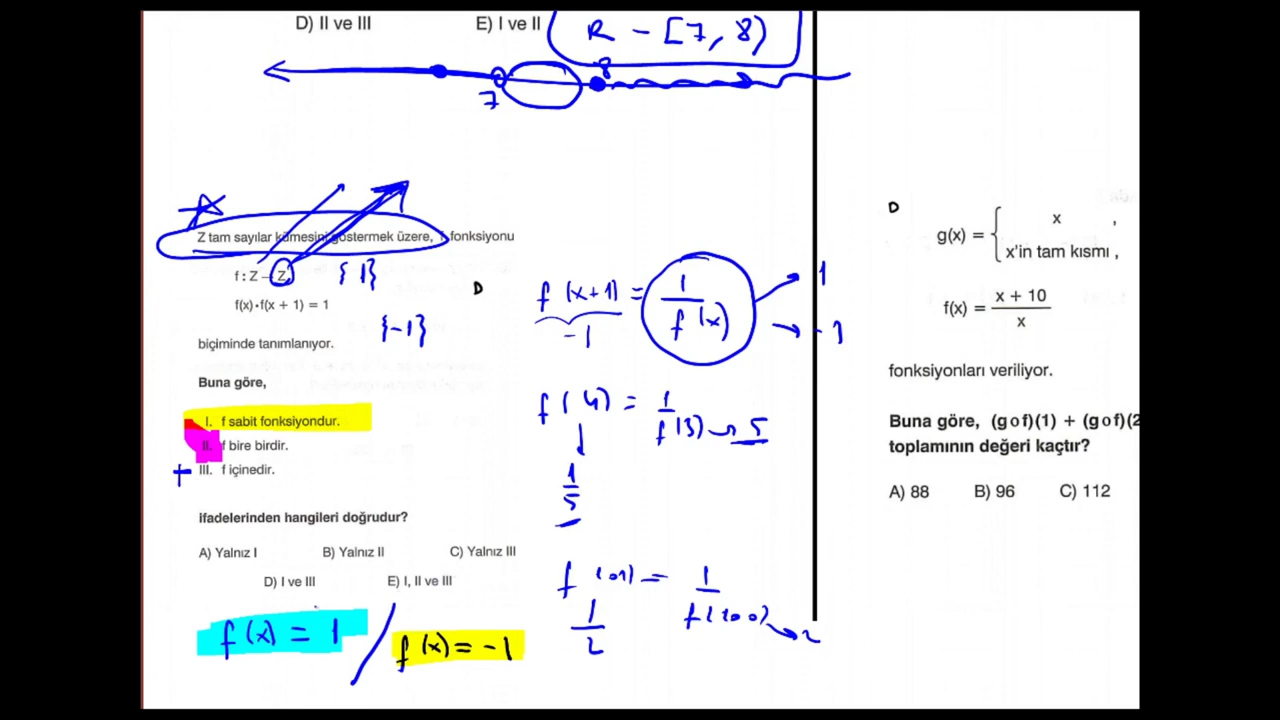 D) II ve III E) I ve II
R - [7, 8)
7 8
Z tam sayılar kümesini göstermek üzere, f fonksiyonu
f : Z → Z, {1}
f(x)·f(x + 1) = 1
{-1}
biçiminde tanımlanıyor.
Buna göre,
I. f sabit fonksiyondur.
II. f bire birdir.
III. f içinedir.
ifadelerinden hangileri doğrudur?
A) Yalnız I B) Yalnız II C) Yalnız III
D) I ve III E) I, II ve III
f(x) = 1 / f(x) = -1
D
f(x+1) = 1/f(x) → 1
-1 → -1
f(4) = 1/f(3) → 5
1/5
f(101) = 1/f(100) → 2
1/2
D
g(x) = { x ,
x'in tam kısmı ,
f(x) = x + 10 / x
fonksiyonları veriliyor.
Buna göre, (gof)(1) + (gof)(2
toplamının değeri kaçtır?
A) 88 B) 96 C) 112